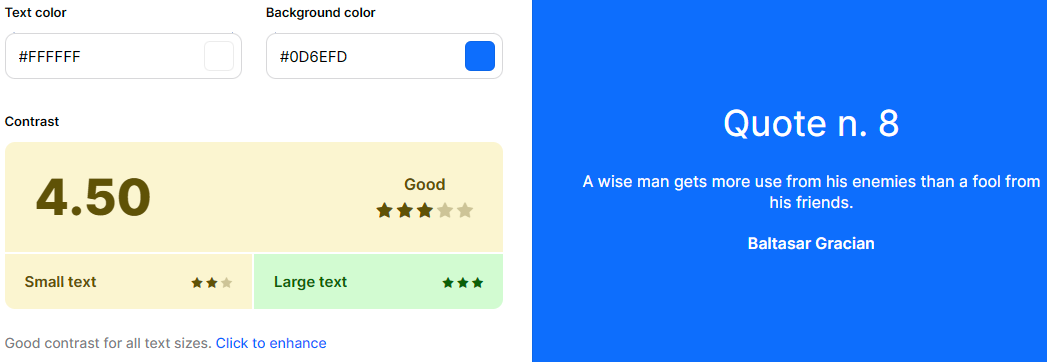 Text color
Background color
#FFFFFF
#0D6EFD
Contrast
4.50
Good
Small text
Large text
Good contrast for all text sizes. Click to enhance
Quote n. 8
A wise man gets more use from his enemies than a fool from
his friends.
Baltasar Gracian